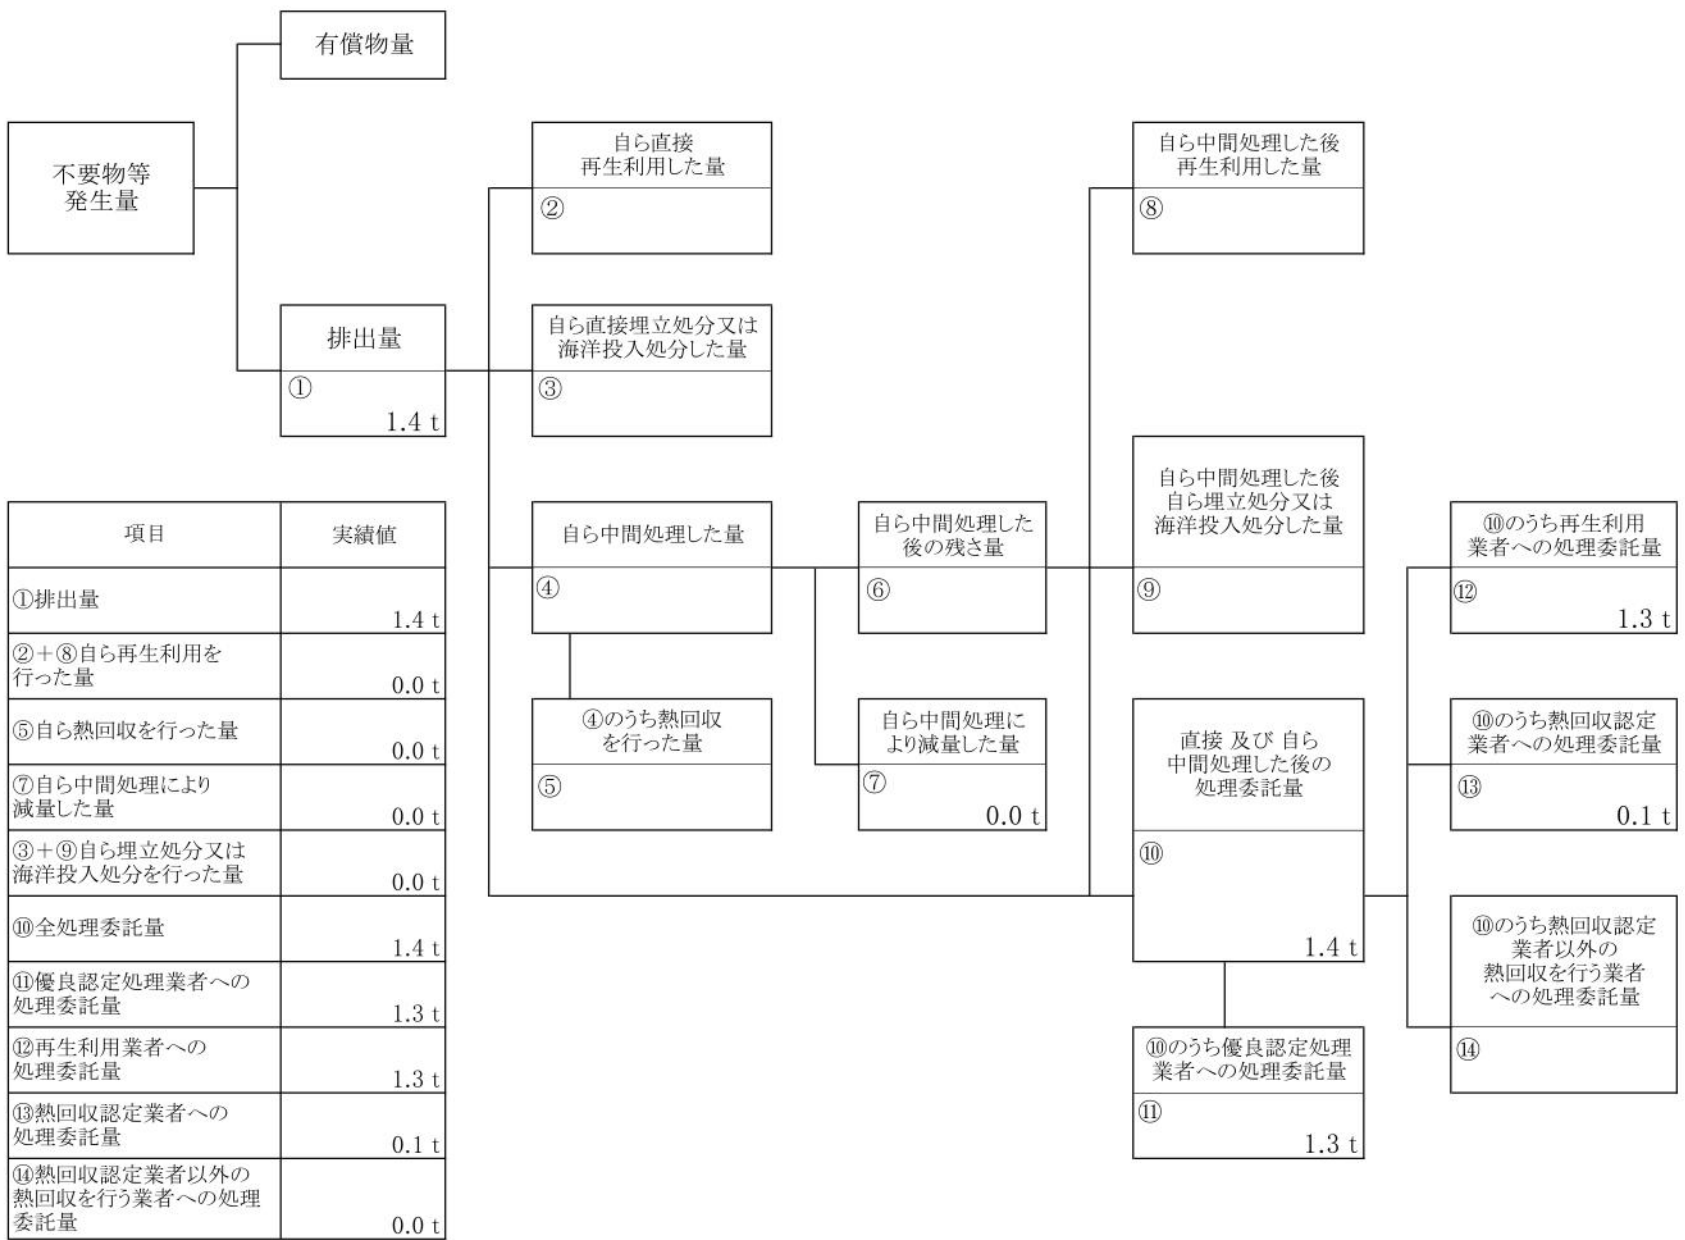 有償物量
不要物等
発生量
自ら直接
再生利用した量
②
自ら中間処理した後
再生利用した量
⑧
排出量
①
1.4 t
自ら直接埋立処分又は
海洋投入処分した量
③
自ら中間処理した量
④
自ら中間処理した
後の残さ量
⑥
自ら中間処理した後
自ら埋立処分又は
海洋投入処分した量
⑨
⑩のうち再生利用
業者への処理委託量
⑫
1.3 t
④のうち熱回収
を行った量
⑤
自ら中間処理に
より減量した量
⑦
0.0 t
直接 及び 自ら
中間処理した後の
処理委託量
⑩
1.4 t
⑩のうち熱回収認定
業者への処理委託量
⑬
0.1 t
⑩のうち熱回収認定
業者以外の
熱回収を行う業者
への処理委託量
⑭
⑩のうち優良認定処理
業者への処理委託量
⑪
1.3 t
項目
実績値
①排出量
1.4 t
②＋⑧自ら再生利用を
行った量
0.0 t
⑤自ら熱回収を行った量
0.0 t
⑦自ら中間処理により
減量した量
0.0 t
③＋⑨自ら埋立処分又は
海洋投入処分を行った量
0.0 t
⑩全処理委託量
1.4 t
⑪優良認定処理業者への
処理委託量
1.3 t
⑫再生利用業者への
処理委託量
1.3 t
⑬熱回収認定業者への
処理委託量
0.1 t
⑭熱回収認定業者以外の
熱回収を行う業者への処理
委託量
0.0 t